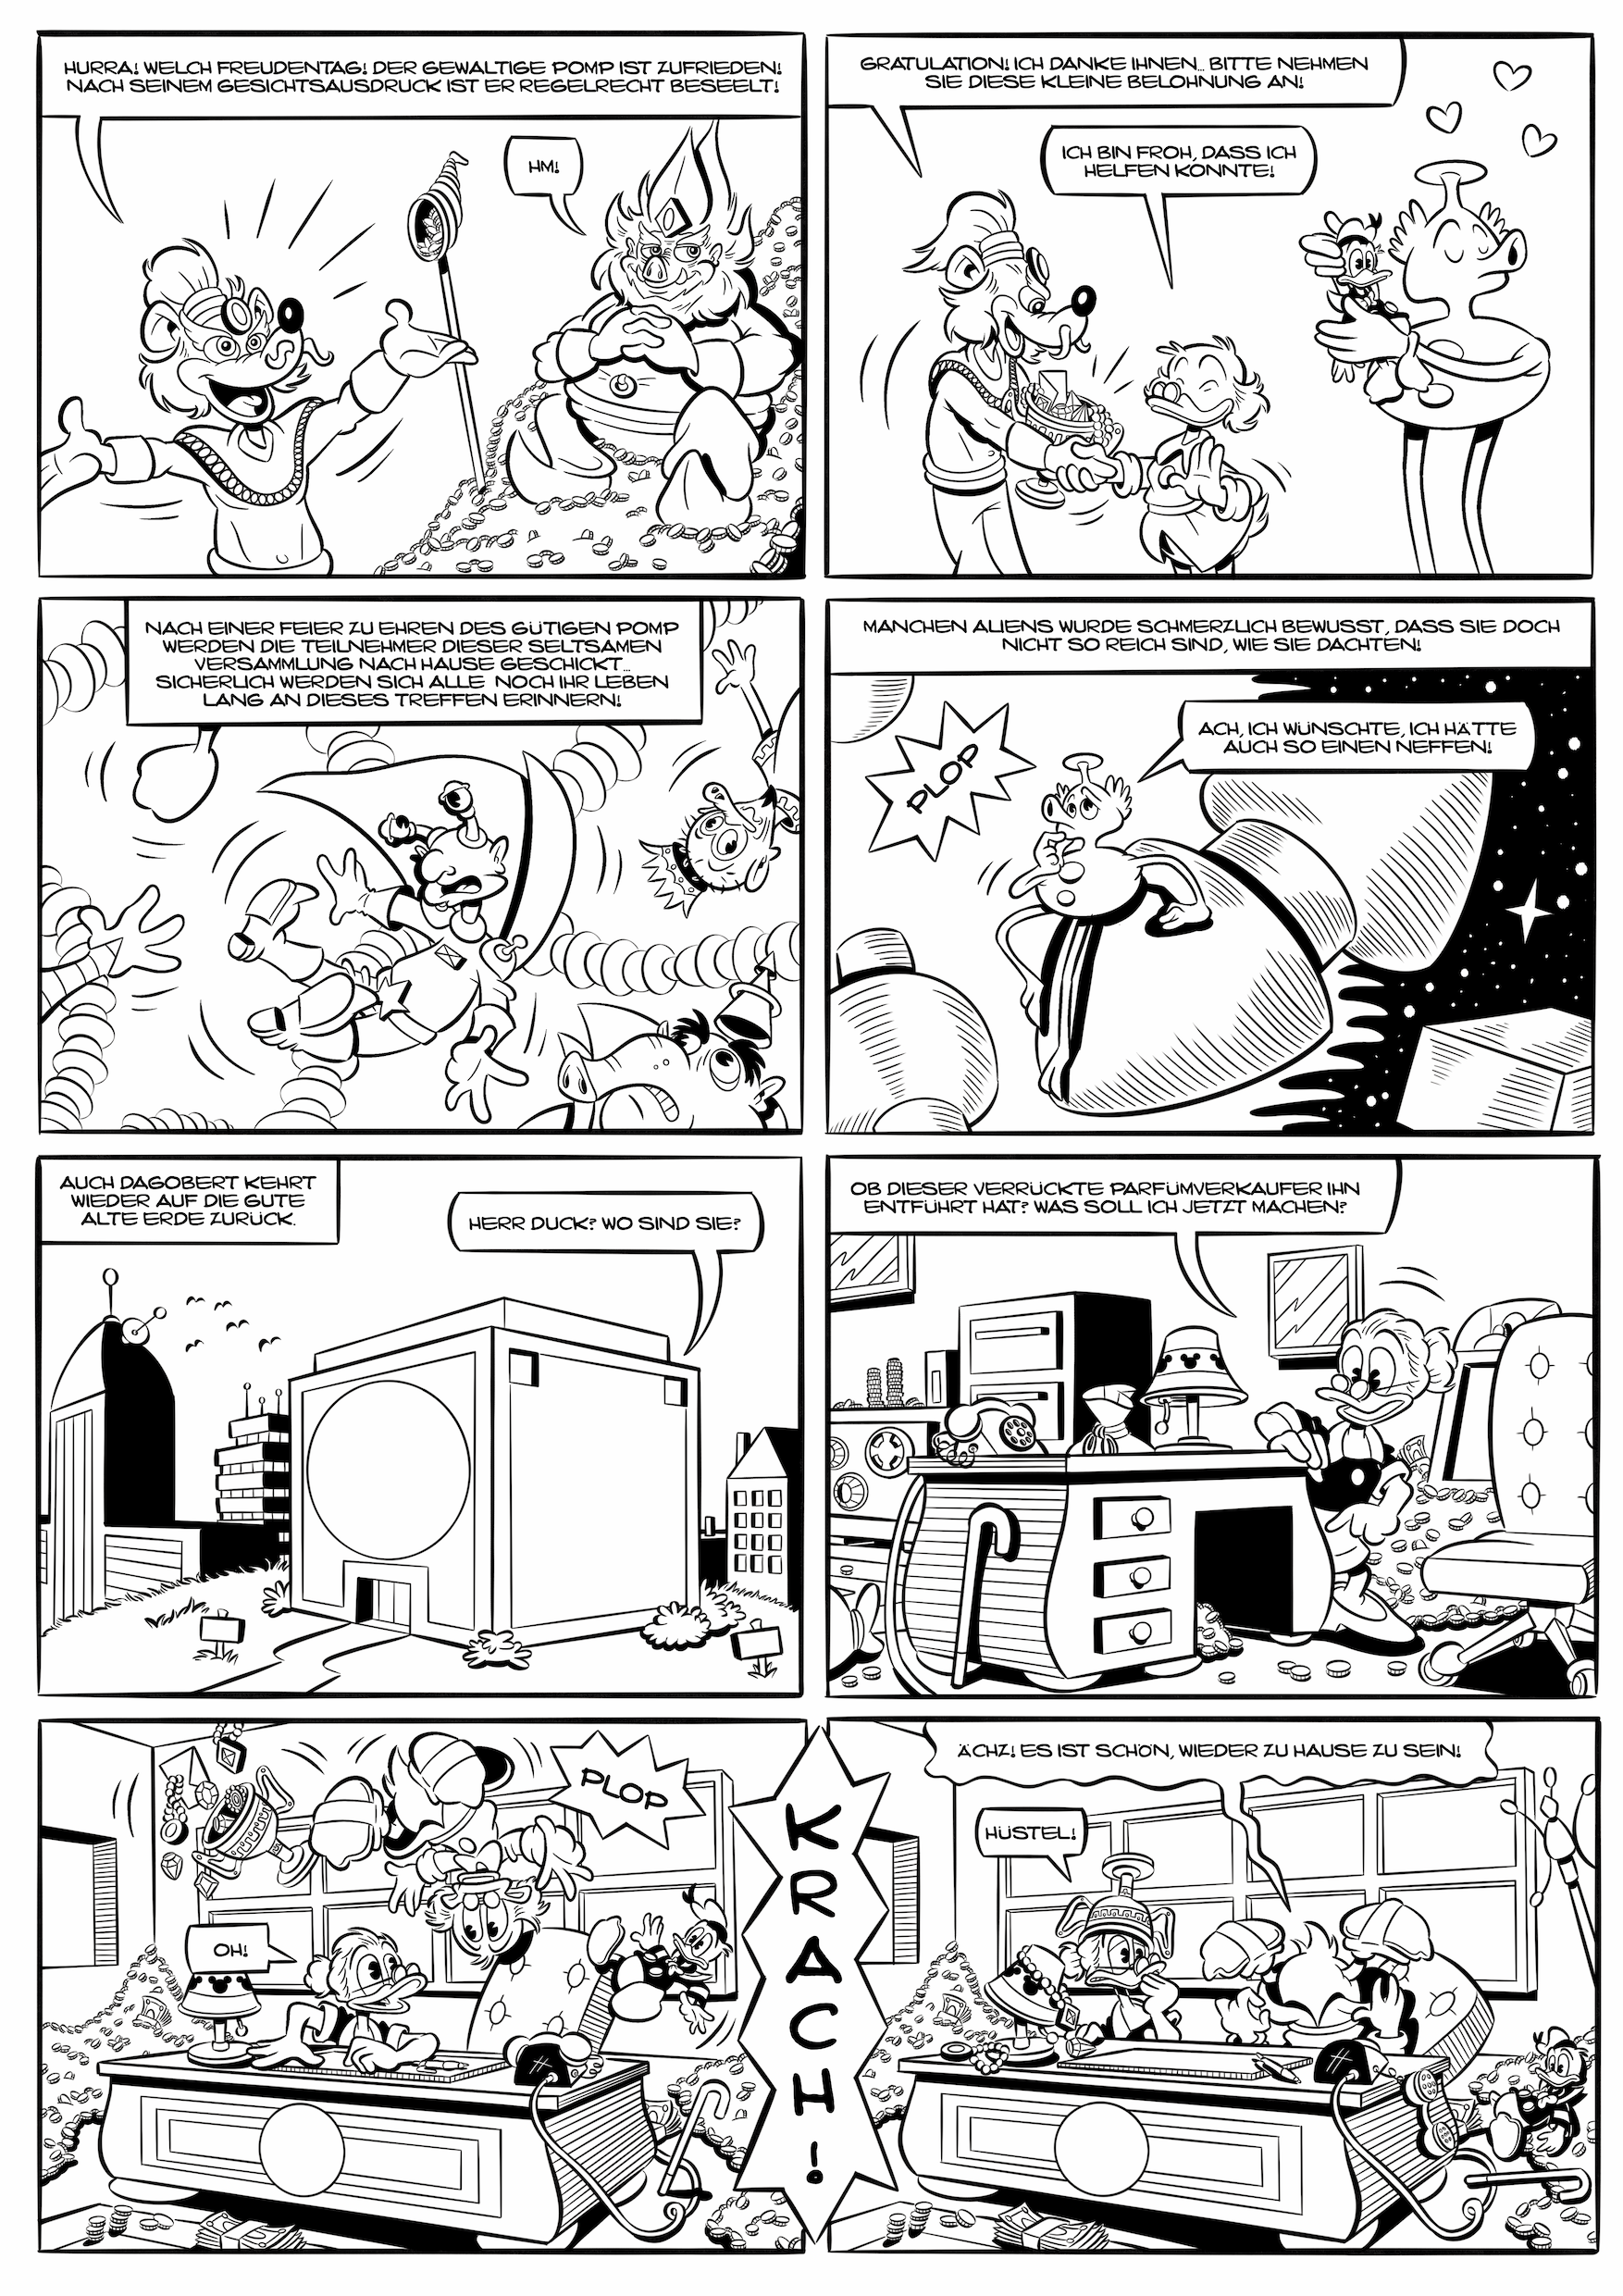 HURRA! WELCH FREUDENTAG! DER GEWALTIGE POMP IST ZUFRIEDEN!
NACH SEINEM GESICHTSAUSDRUCK IST ER REGELRECHT BESEELT!
HM!
GRATULATION! ICH DANKE IHNEN... BITTE NEHMEN
SIE DIESE KLEINE BELOHNUNG AN!
ICH BIN FROH, DASS ICH
HELFEN KONNTE!
NACH EINER FEIER ZU EHREN DES GÜTIGEN POMP
WERDEN DIE TEILNEHMER DIESER SELTSAMEN
VERSAMMLUNG NACH HAUSE GESCHICKT...
SICHERLICH WERDEN SICH ALLE NOCH IHR LEBEN
LANG AN DIESES TREFFEN ERINNERN!
MANCHEN ALIENS WURDE SCHMERZLICH BEWUSST, DASS SIE DOCH
NICHT SO REICH SIND, WIE SIE DACHTEN!
PLOP
ACH, ICH WÜNSCHTE, ICH HÄTTE
AUCH SO EINEN NEFFEN!
AUCH DAGOBERT KEHRT
WIEDER AUF DIE GUTE
ALTE ERDE ZURÜCK.
HERR DUCK? WO SIND SIE?
OB DIESER VERRÜCKTE PARFÜMVERKAUFER IHN
ENTFÜHRT HAT? WAS SOLL ICH JETZT MACHEN?
PLOP
OH!
KRACH!
ÄCHZ! ES IST SCHÖN, WIEDER ZU HAUSE ZU SEIN!
HÜSTEL!